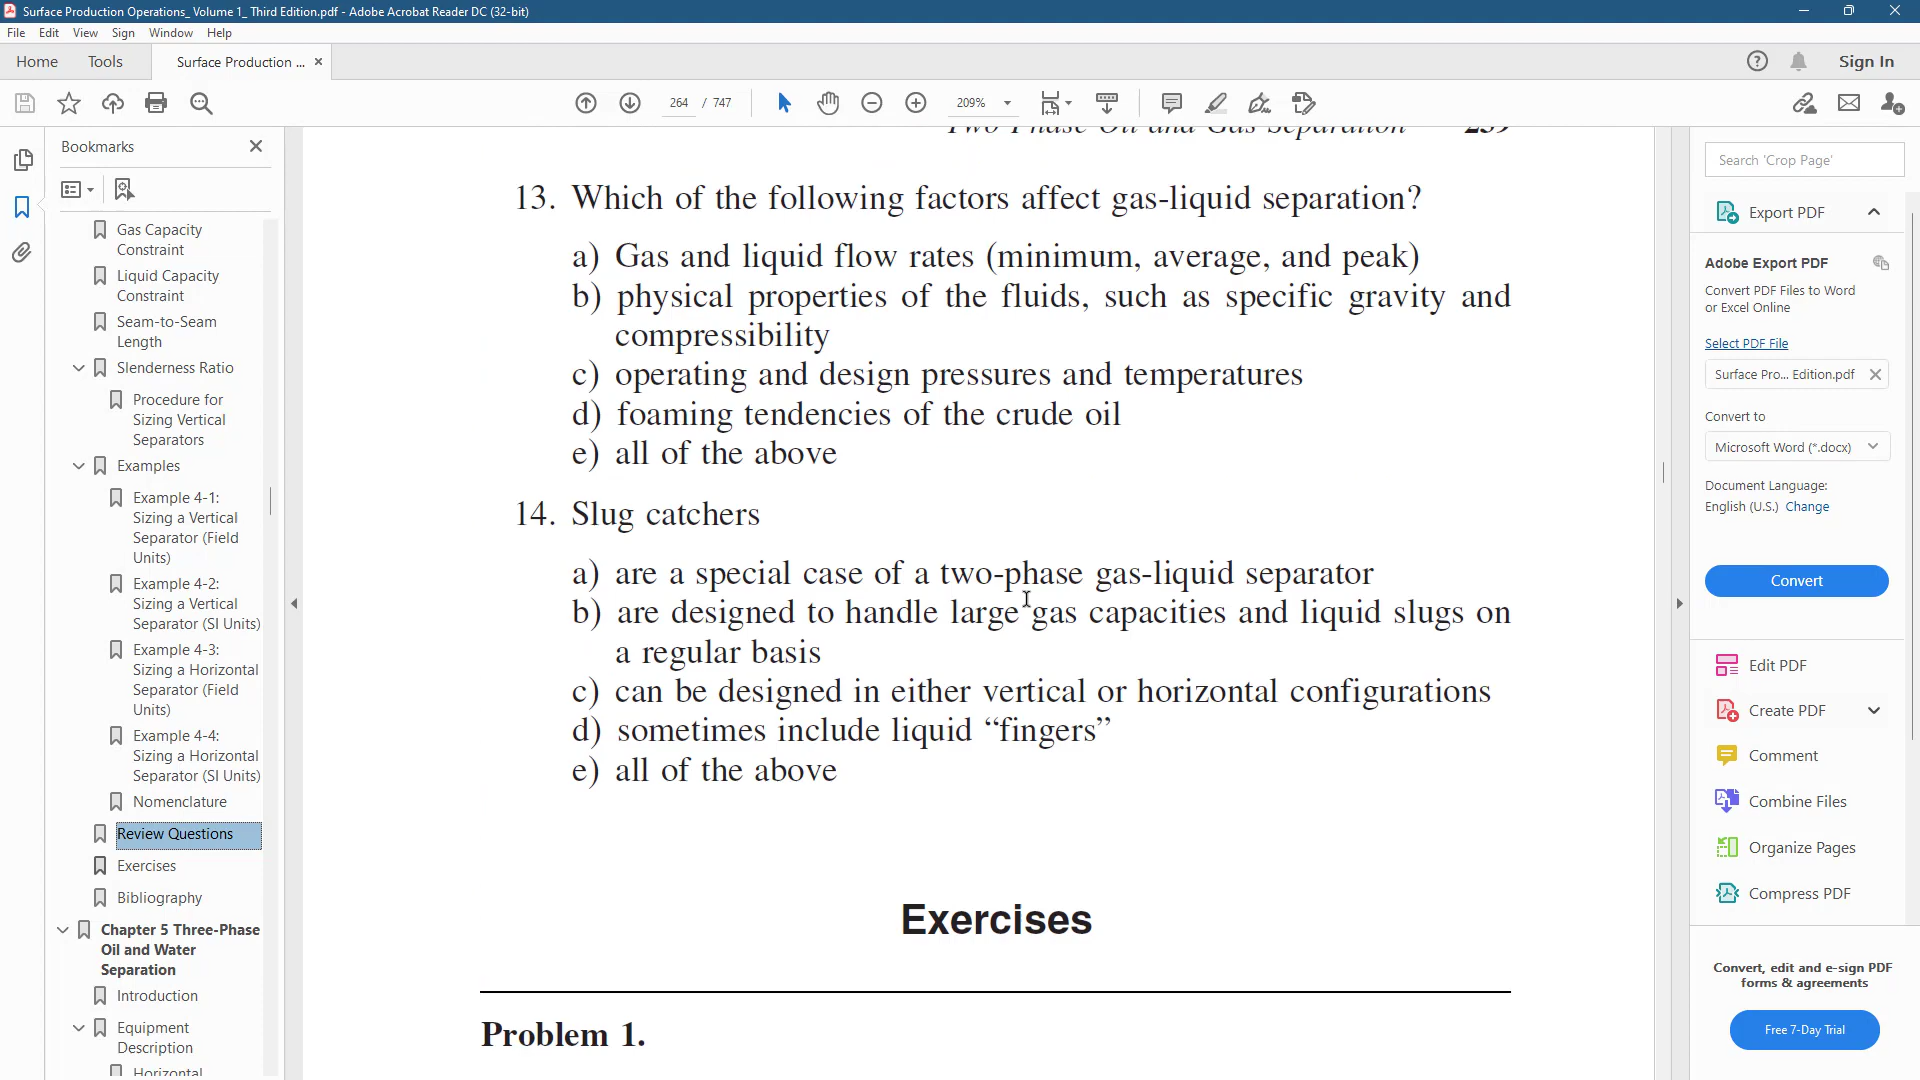 Surface Production Operations_ Volume 1_ Third Edition.pdf - Adobe Acrobat Reader DC (32-bit)
File Edit View Sign Window Help
Home Tools Surface Production ... ×
Sign In
264 / 747
209%
Bookmarks
Gas Capacity
Constraint
Liquid Capacity
Constraint
Seam-to-Seam
Length
Slenderness Ratio
Procedure for
Sizing Vertical
Separators
Examples
Example 4-1:
Sizing a Vertical
Separator (Field
Units)
Example 4-2:
Sizing a Vertical
Separator (SI Units)
Example 4-3:
Sizing a Horizontal
Separator (Field
Units)
Example 4-4:
Sizing a Horizontal
Separator (SI Units)
Nomenclature
Review Questions
Exercises
Bibliography
Chapter 5 Three-Phase
Oil and Water
Separation
Introduction
Equipment
Description
Horizontal
Two-Phase Oil and Gas Separation 239
13. Which of the following factors affect gas-liquid separation?
a) Gas and liquid flow rates (minimum, average, and peak)
b) physical properties of the fluids, such as specific gravity and
compressibility
c) operating and design pressures and temperatures
d) foaming tendencies of the crude oil
e) all of the above
14. Slug catchers
a) are a special case of a two-phase gas-liquid separator
b) are designed to handle large gas capacities and liquid slugs on
a regular basis
c) can be designed in either vertical or horizontal configurations
d) sometimes include liquid “fingers”
e) all of the above
Exercises
Problem 1.
Search 'Crop Page'
Export PDF
Adobe Export PDF
Convert PDF Files to Word
or Excel Online
Select PDF File
Surface Pro... Edition.pdf
Convert to
Microsoft Word (*.docx)
Document Language:
English (U.S.) Change
Convert
Edit PDF
Create PDF
Comment
Combine Files
Organize Pages
Compress PDF
Convert, edit and e-sign PDF
forms & agreements
Free 7-Day Trial